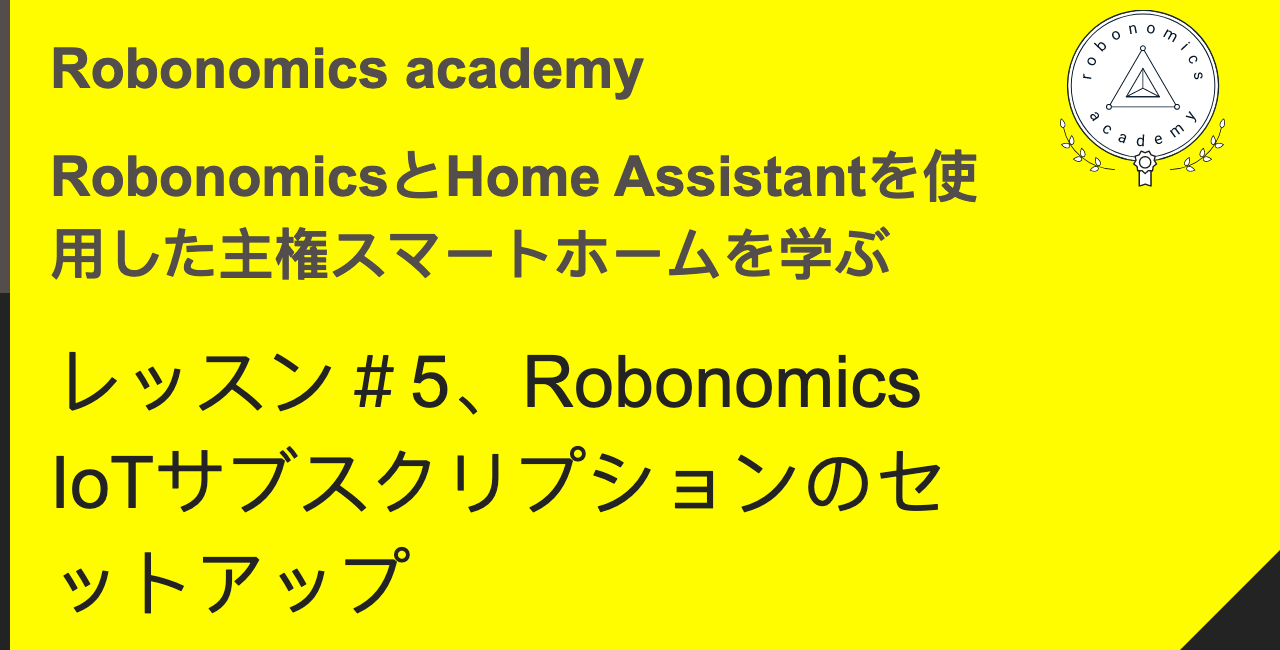 Robonomics academy
robonomics
academy
RobonomicsとHome Assistantを使
用した主権スマートホームを学ぶ
レッスン＃5、Robonomics
IoTサブスクリプションのセ
ットアップ